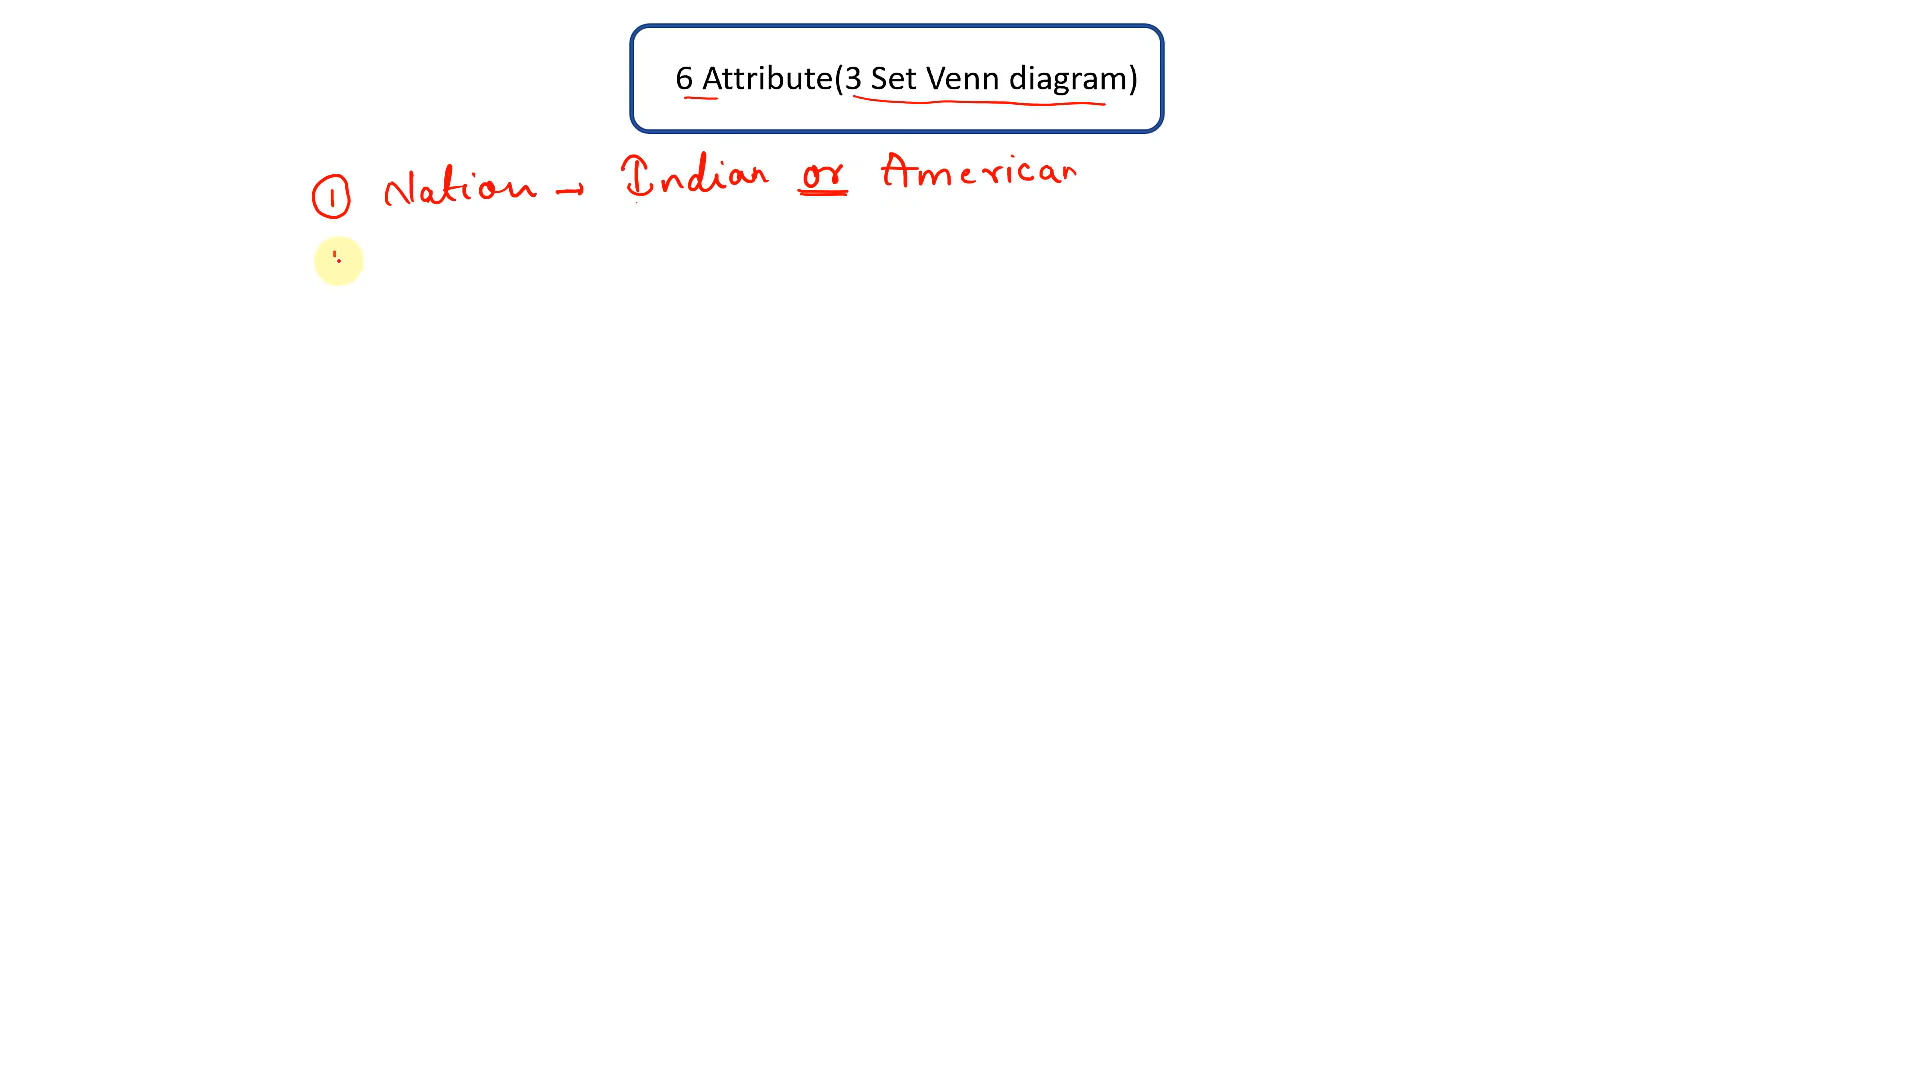 6 Attribute(3 Set Venn diagram)
① Nation → Indian or American